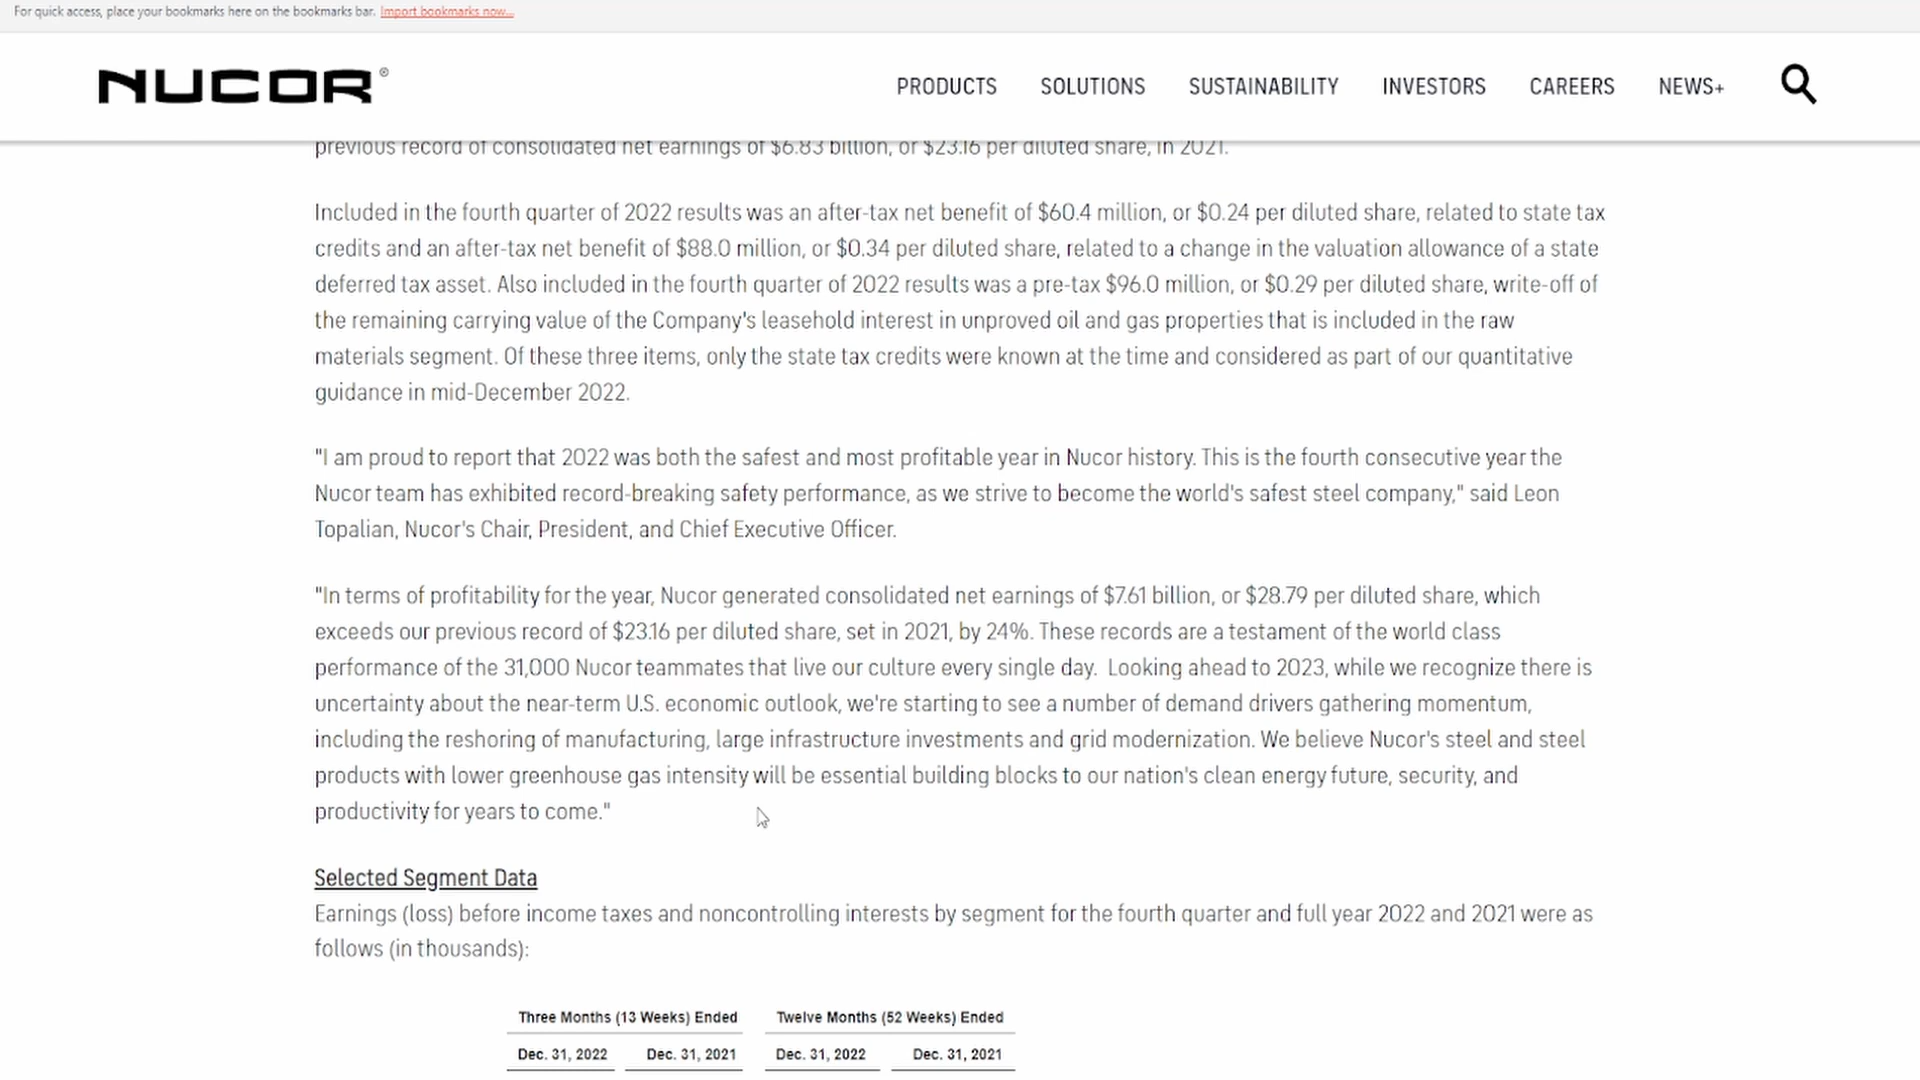 For quick access, place your bookmarks here on the bookmarks bar. Import bookmarks now...
NUCOR®
PRODUCTS SOLUTIONS SUSTAINABILITY INVESTORS CAREERS NEWS+
previous record of consolidated net earnings of $6.83 billion, or $23.16 per diluted share, in 2021.
Included in the fourth quarter of 2022 results was an after-tax net benefit of $60.4 million, or $0.24 per diluted share, related to state tax
credits and an after-tax net benefit of $88.0 million, or $0.34 per diluted share, related to a change in the valuation allowance of a state
deferred tax asset. Also included in the fourth quarter of 2022 results was a pre-tax $96.0 million, or $0.29 per diluted share, write-off of
the remaining carrying value of the Company's leasehold interest in unproved oil and gas properties that is included in the raw
materials segment. Of these three items, only the state tax credits were known at the time and considered as part of our quantitative
guidance in mid-December 2022.
"I am proud to report that 2022 was both the safest and most profitable year in Nucor history. This is the fourth consecutive year the
Nucor team has exhibited record-breaking safety performance, as we strive to become the world's safest steel company," said Leon
Topalian, Nucor's Chair, President, and Chief Executive Officer.
"In terms of profitability for the year, Nucor generated consolidated net earnings of $7.61 billion, or $28.79 per diluted share, which
exceeds our previous record of $23.16 per diluted share, set in 2021, by 24%. These records are a testament of the world class
performance of the 31,000 Nucor teammates that live our culture every single day. Looking ahead to 2023, while we recognize there is
uncertainty about the near-term U.S. economic outlook, we're starting to see a number of demand drivers gathering momentum,
including the reshoring of manufacturing, large infrastructure investments and grid modernization. We believe Nucor's steel and steel
products with lower greenhouse gas intensity will be essential building blocks to our nation's clean energy future, security, and
productivity for years to come."
Selected Segment Data
Earnings (loss) before income taxes and noncontrolling interests by segment for the fourth quarter and full year 2022 and 2021 were as
follows (in thousands):
Three Months (13 Weeks) Ended Twelve Months (52 Weeks) Ended
Dec. 31, 2022 Dec. 31, 2021 Dec. 31, 2022 Dec. 31, 2021